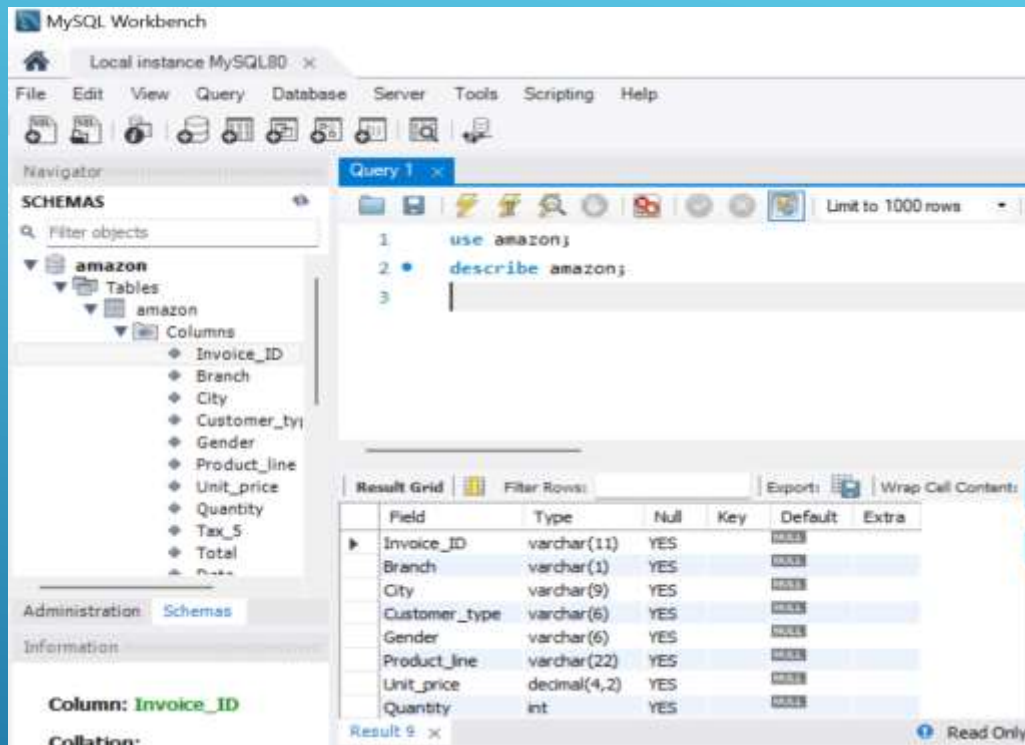 MySQL Workbench
Local instance MySQL80 ×
File Edit View Query Database Server Tools Scripting Help
Navigator
SCHEMAS
Filter objects
amazon
Tables
amazon
Columns
Invoice_ID
Branch
City
Customer_ty
Gender
Product_line
Unit_price
Quantity
Tax_5
Total
Administration Schemas
Information
Column: Invoice_ID
Collation:
Query 1 ×
Limit to 1000 rows
1 use amazon;
2 describe amazon;
3
Result Grid Filter Rows: Export: Wrap Cell Content:
Field Type Null Key Default Extra
Invoice_ID varchar(11) YES NULL
Branch varchar(1) YES NULL
City varchar(9) YES NULL
Customer_type varchar(6) YES NULL
Gender varchar(6) YES NULL
Product_line varchar(22) YES NULL
Unit_price decimal(4,2) YES NULL
Quantity int YES NULL
Result 9 ×
Read Only